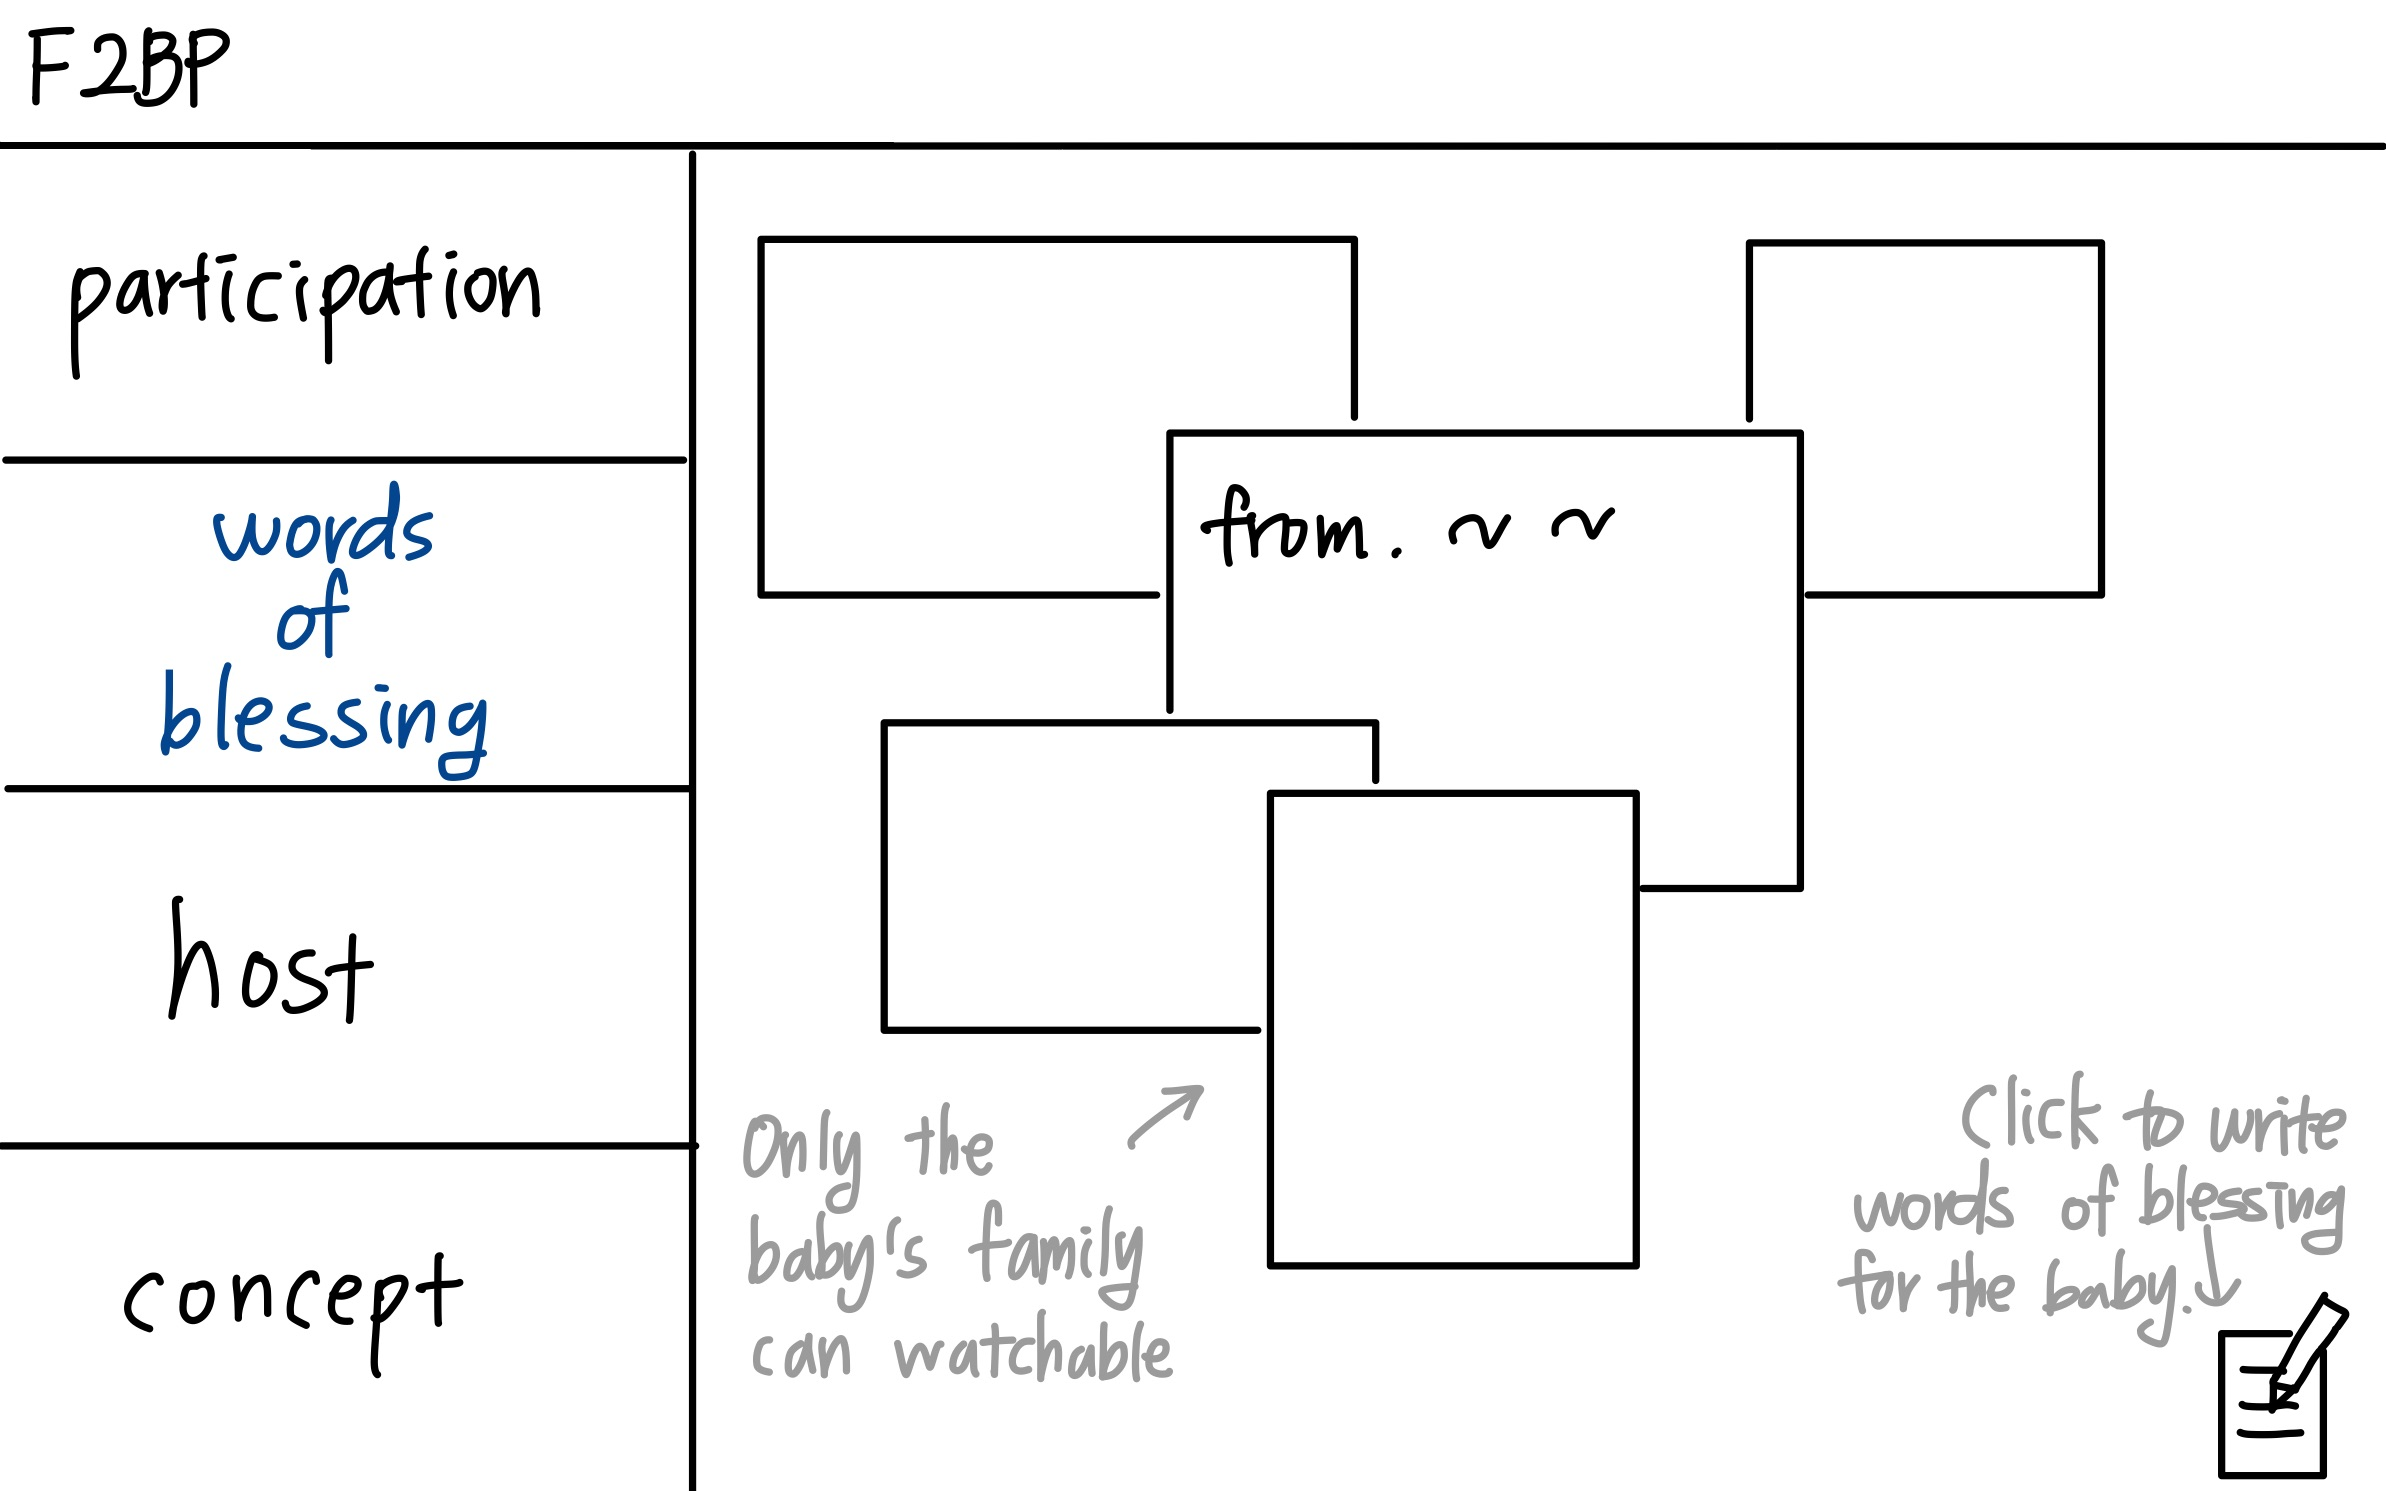 F2BP
participation
words
of
blessing
host
concept
from. ~ ~
Only the
baby's family
can watchable
Click to write
words of blessing
for the baby.